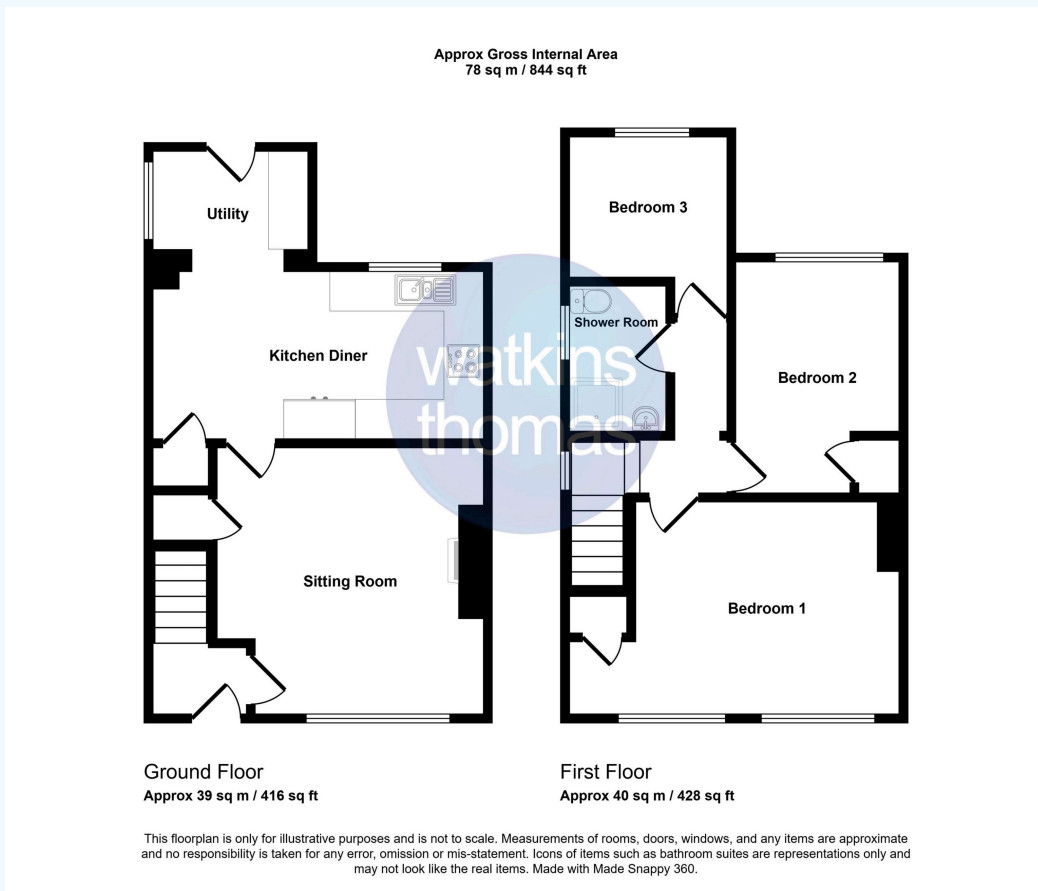 Approx Gross Internal Area
78 sq m / 844 sq ft
Utility
Kitchen Diner
Sitting Room
Bedroom 3
Shower Room
Bedroom 2
Bedroom 1
watkins
thomas
Ground Floor
Approx 39 sq m / 416 sq ft
First Floor
Approx 40 sq m / 428 sq ft
This floorplan is only for illustrative purposes and is not to scale. Measurements of rooms, doors, windows, and any items are approximate
and no responsibility is taken for any error, omission or mis-statement. Icons of items such as bathroom suites are representations only and
may not look like the real items. Made with Made Snappy 360.